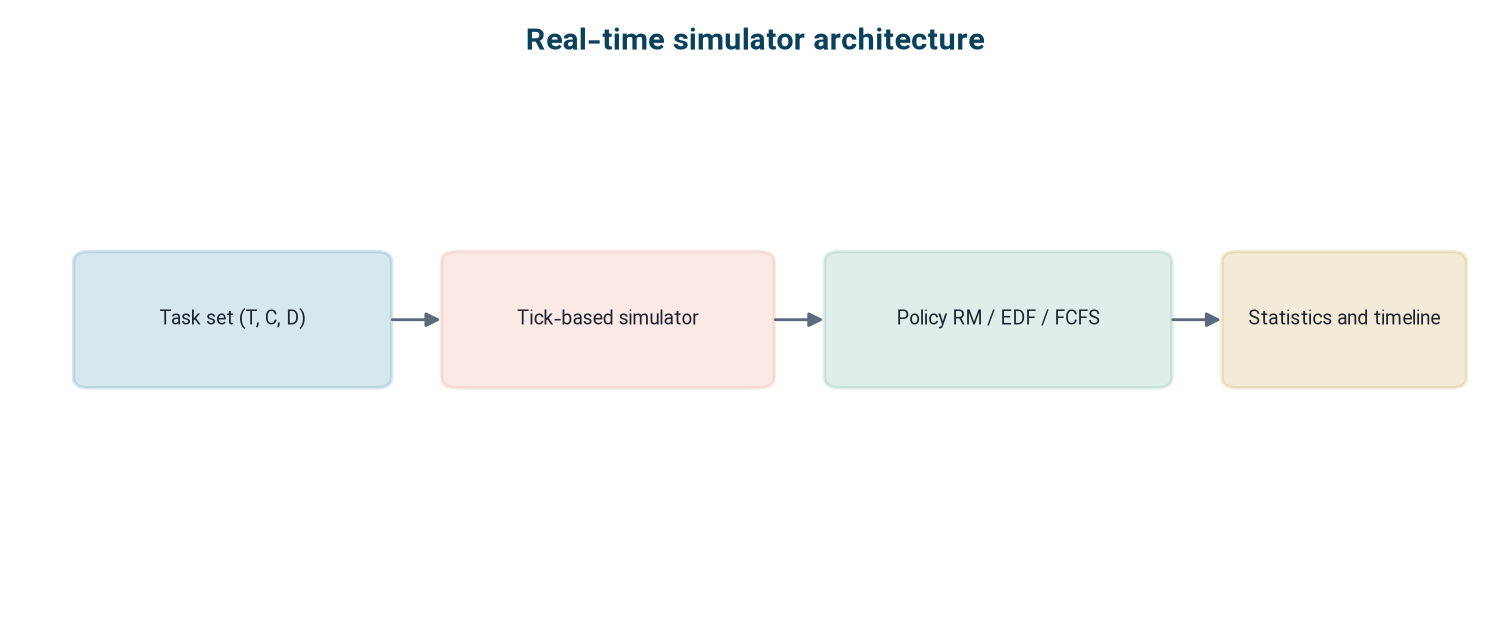 Real-time simulator architecture
Task set (T, C, D)
Tick-based simulator
Policy RM / EDF / FCFS
Statistics and timeline